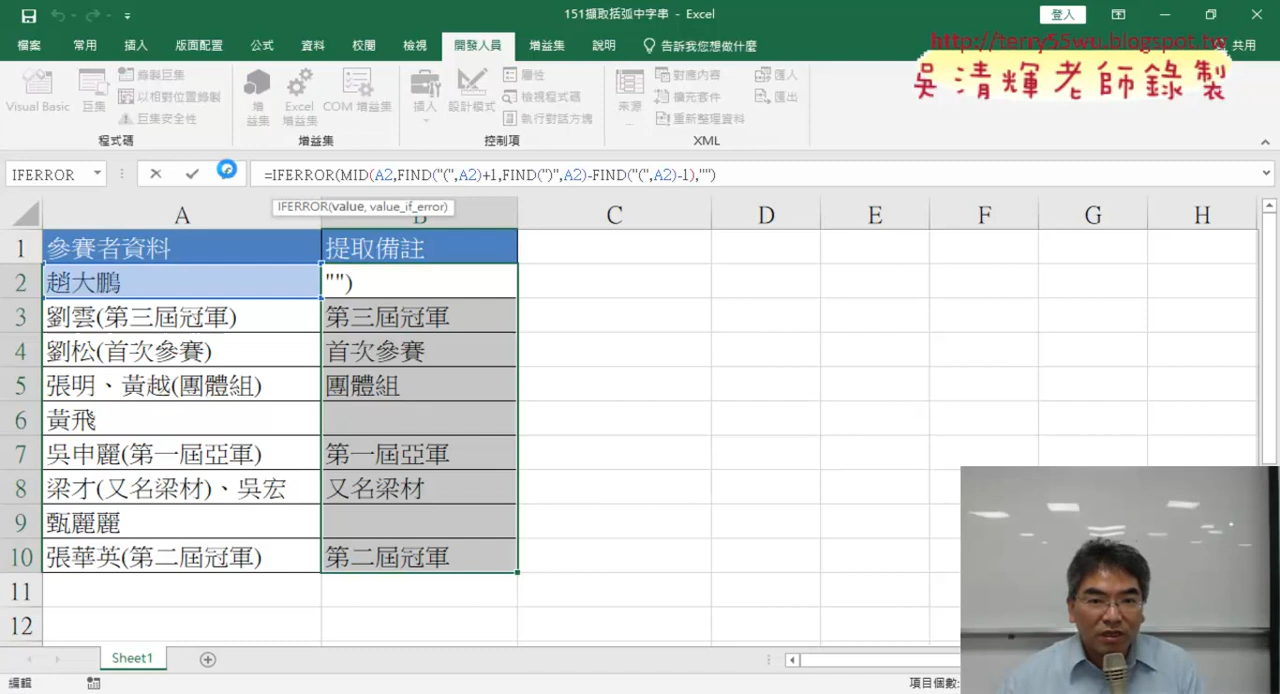 151擷取括弧中字串 - Excel
登入
檔案 常用 插入 版面配置 公式 資料 校閱 檢視 開發人員 增益集 說明 告訴我您想做什麼 共用
http://terry55wu.blogspot.tw
吳清輝老師錄製
Visual Basic 巨集 錄製巨集 以相對位置錄製 巨集安全性
增益集 Excel 增益集 COM 增益集
插入 設計模式 屬性 檢視程式碼 執行對話方塊
來源 對應內容 擴充套件 重新整理資料 匯入 匯出
程式碼 增益集 控制項 XML
IFERROR =IFERROR(MID(A2,FIND("(",A2)+1,FIND(")",A2)-FIND("(",A2)-1),"")
IFERROR(value, value_if_error)
A B C D E F G H
1 參賽者資料 提取備註
2 趙大鵬 "")
3 劉雲(第三屆冠軍) 第三屆冠軍
4 劉松(首次參賽) 首次參賽
5 張明、黃越(團體組) 團體組
6 黃飛
7 吳申麗(第一屆亞軍) 第一屆亞軍
8 梁才(又名梁材)、吳宏 又名梁材
9 甄麗麗
10 張華英(第二屆冠軍) 第二屆冠軍
11
12
Sheet1
編輯 項目個數: